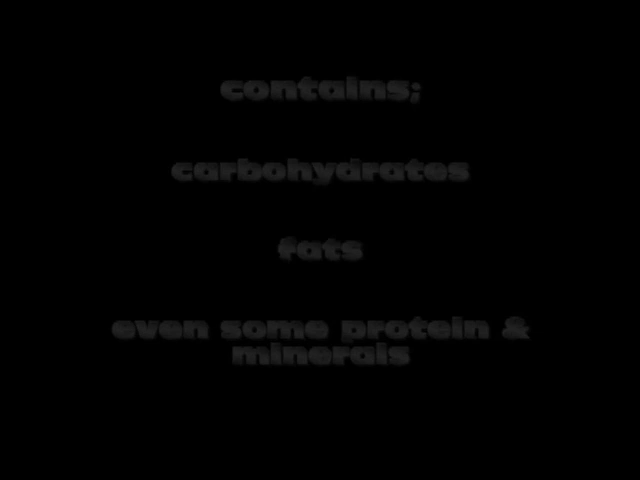 contains;
carbohydrates
fats
even some protein &
minerals